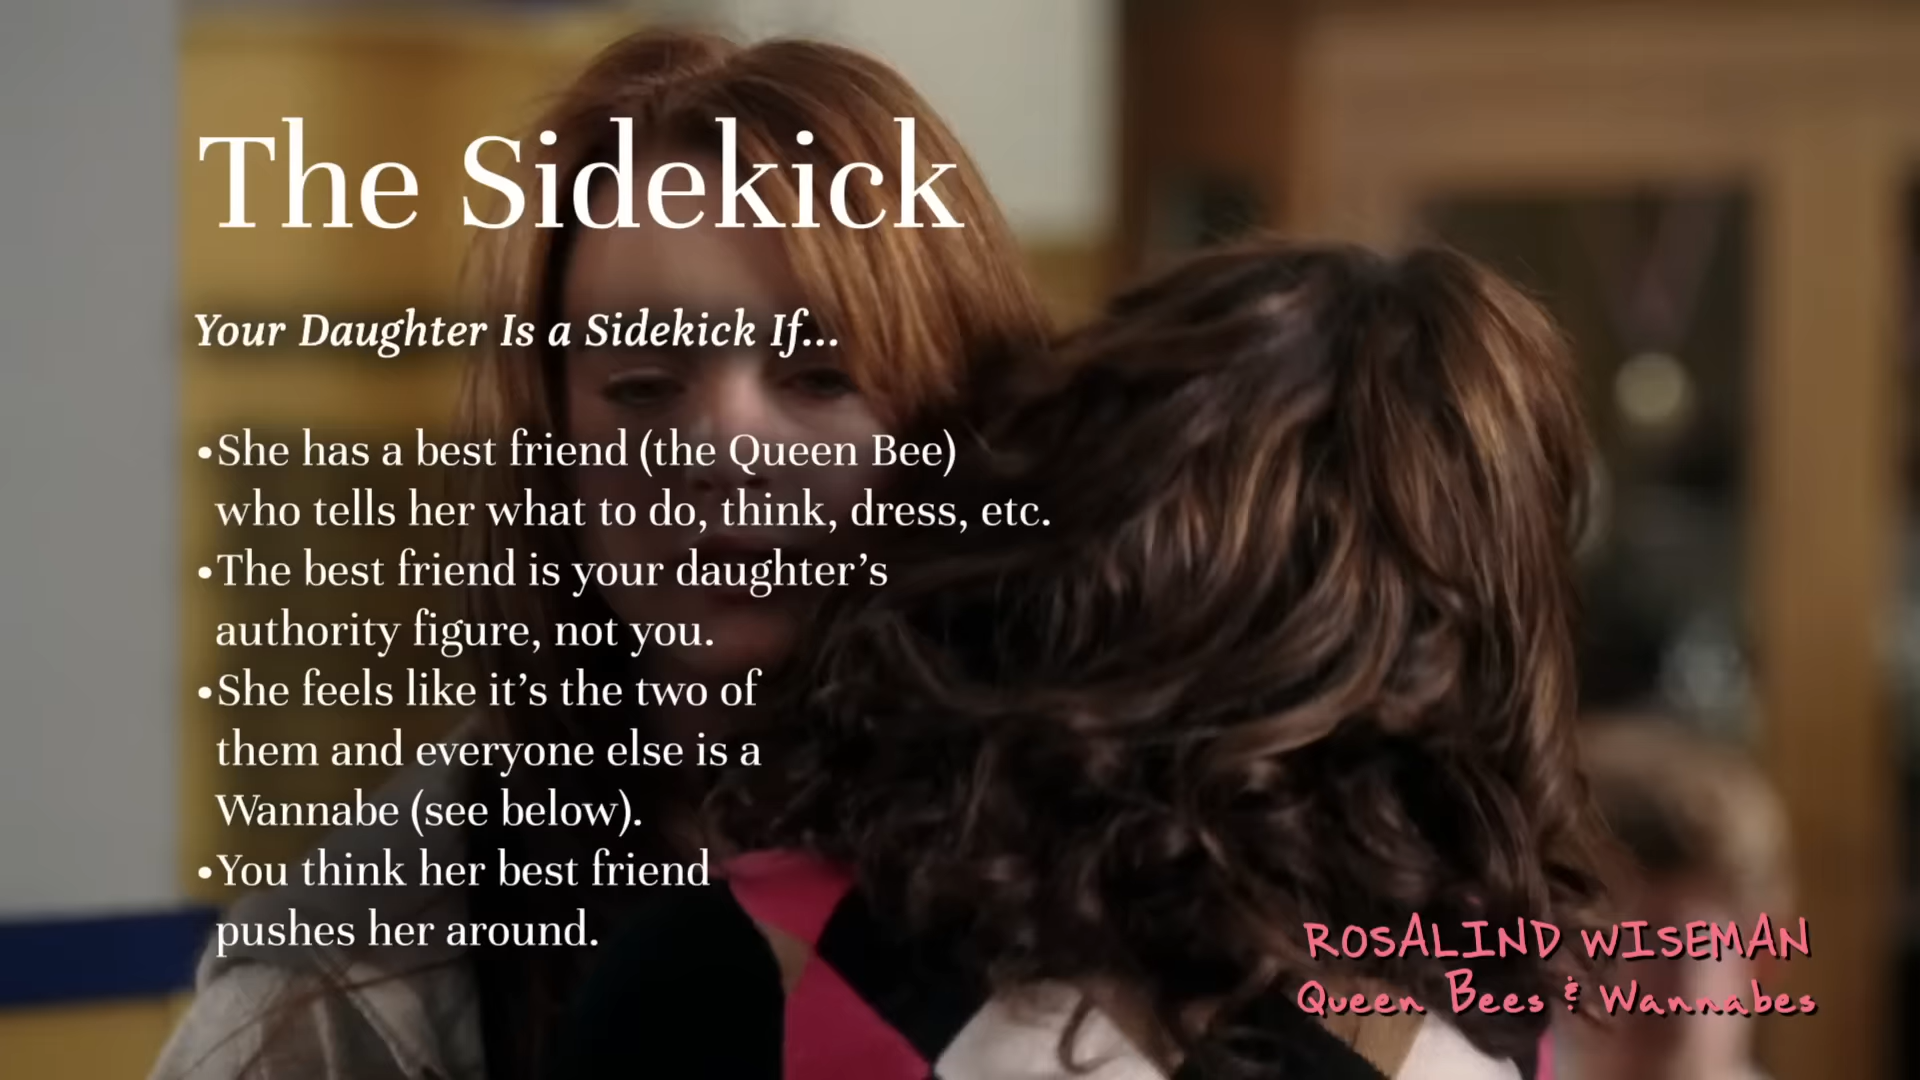 The Sidekick
Your Daughter Is a Sidekick If...
•She has a best friend (the Queen Bee)
who tells her what to do, think, dress, etc.
•The best friend is your daughter’s
authority figure, not you.
•She feels like it’s the two of
them and everyone else is a
Wannabe (see below).
•You think her best friend
pushes her around.
ROSALIND WISEMAN
Queen Bees & Wannabes